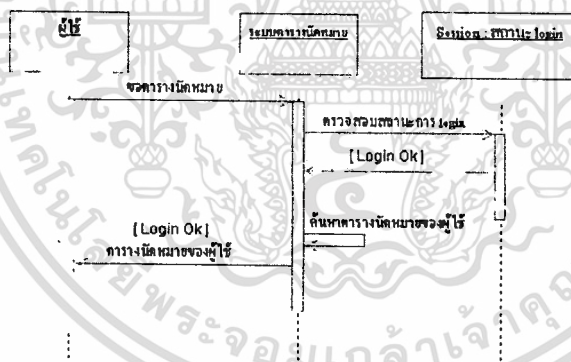 ผู้ใช้
ระบบตารางนัดหมาย
Session : สถานะ login
ขอตารางนัดหมาย
ตรวจสอบสถานะการ login
[Login Ok]
ค้นหาตารางนัดหมายของผู้ใช้
[Login Ok]
ตารางนัดหมายของผู้ใช้